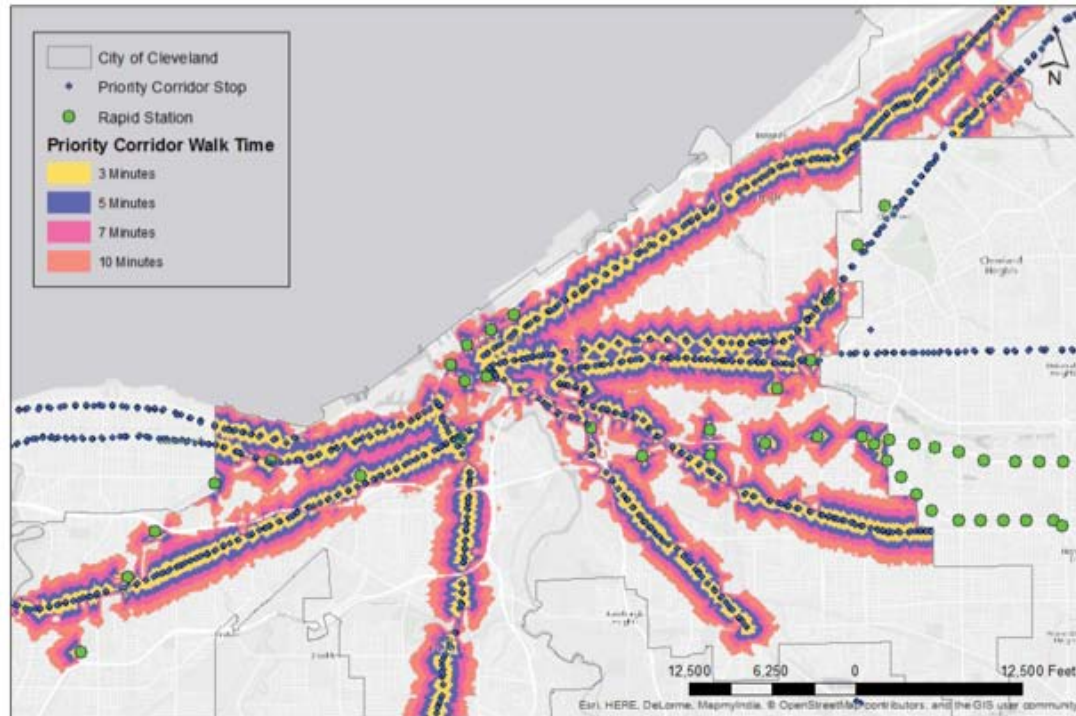 City of Cleveland
Priority Corridor Stop
Rapid Station
Priority Corridor Walk Time
3 Minutes
5 Minutes
7 Minutes
10 Minutes
N
Cleveland
Heights
12,500 6,250 0 12,500 Feet
Esri, HERE, DeLorme, MapmyIndia, © OpenStreetMap contributors, and the GIS user community